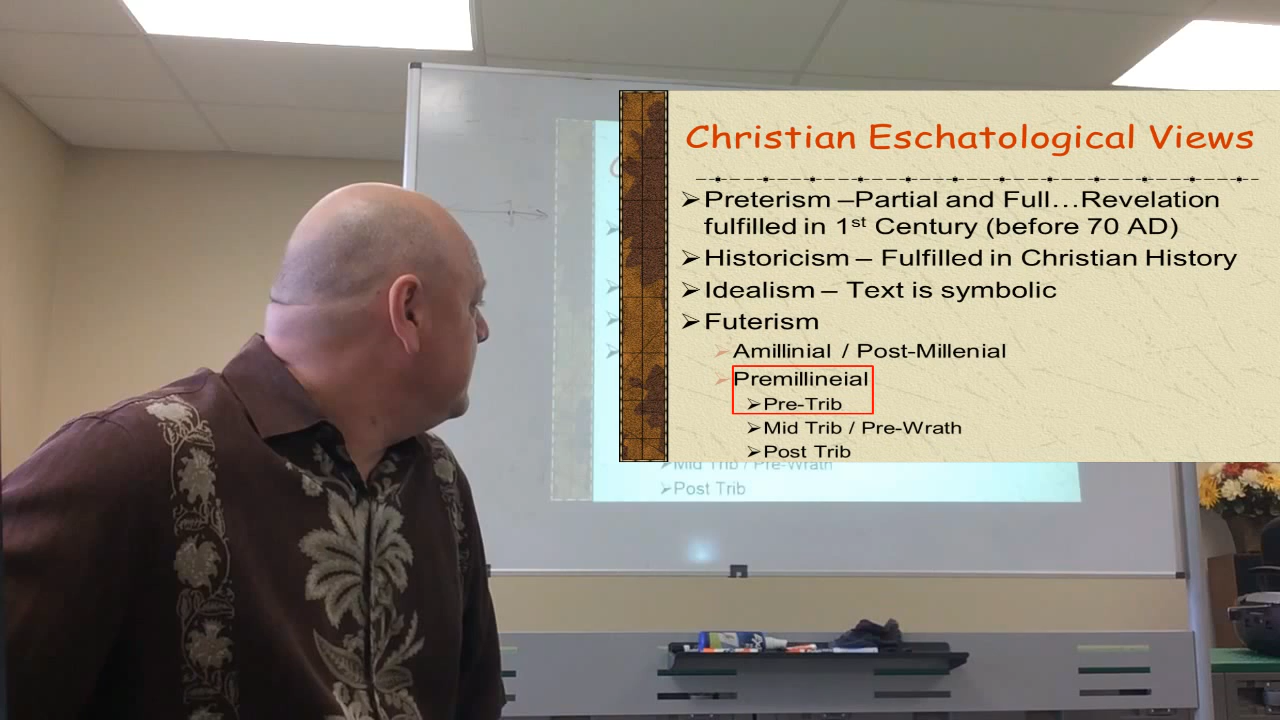 Christian Eschatological Views
➢Preterism –Partial and Full…Revelation
fulfilled in 1st Century (before 70 AD)
➢Historicism – Fulfilled in Christian History
➢Idealism – Text is symbolic
➢Futerism
➢Amillinial / Post-Millenial
➢Premillineial
➢Pre-Trib
➢Mid Trib / Pre-Wrath
➢Post Trib
➢Mid Trib / Pre-Wrath
➢Post Trib